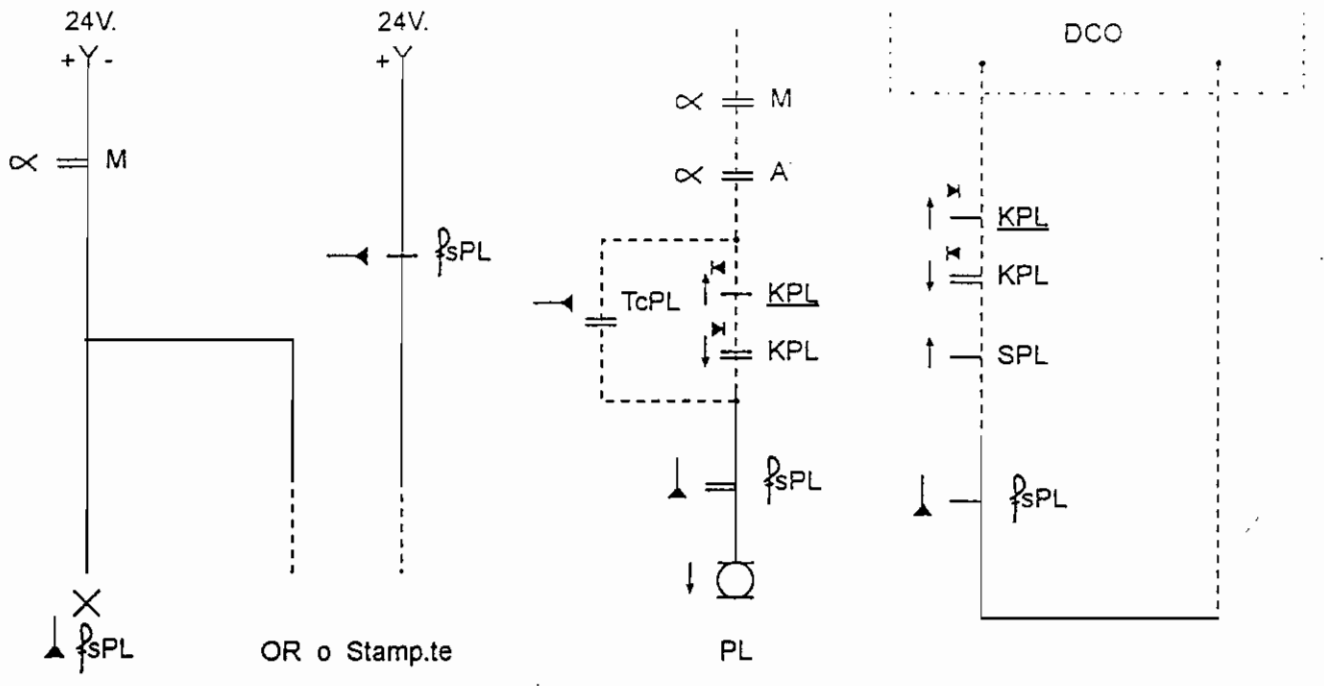 24V.
+ -
M
sPL
24V.
+
sPL
OR o Stamp.te
M
A
TcPL
KPL
KPL
sPL
PL
DCO
KPL
KPL
SPL
sPL